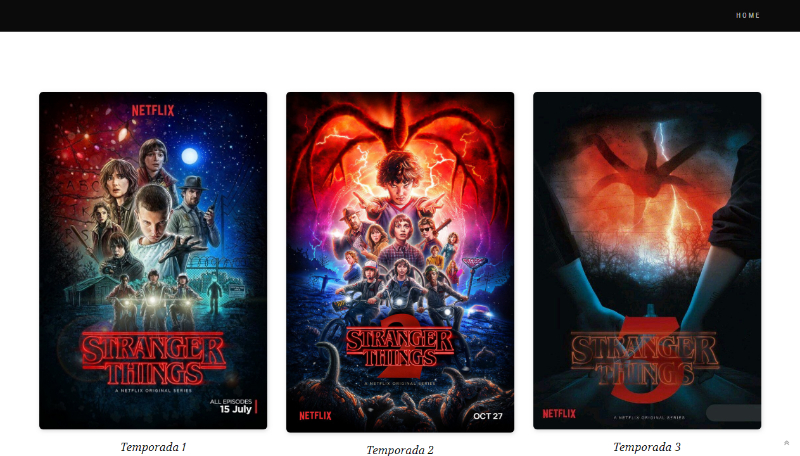 HOME
NETFLIX
STRANGER
THINGS
A NETFLIX ORIGINAL SERIES
ALL EPISODES
15 July
Temporada 1
2
STRANGER
THINGS
A NETFLIX ORIGINAL SERIES
NETFLIX
OCT 27
Temporada 2
3
STRANGER
THINGS
NETFLIX
A NETFLIX ORIGINAL SERIES
Temporada 3